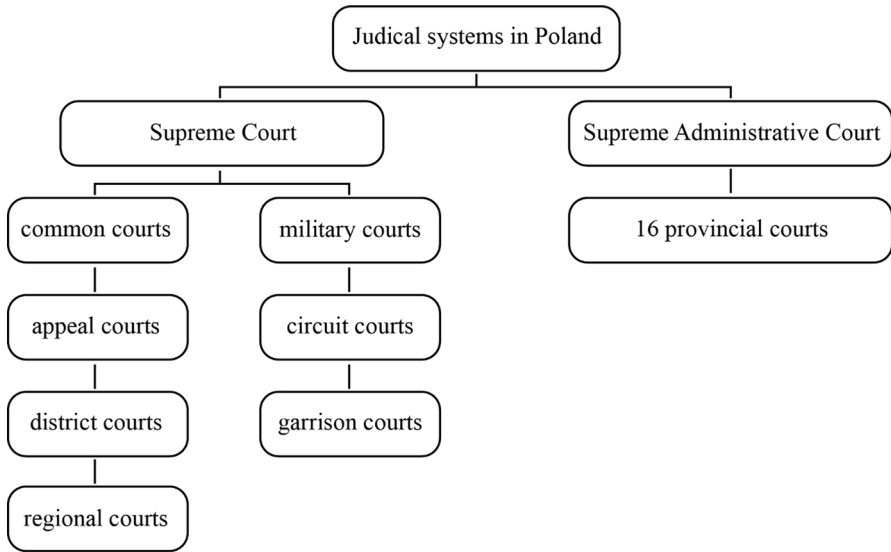 Judical systems in Poland
Supreme Court
Supreme Administrative Court
common courts
military courts
16 provincial courts
appeal courts
circuit courts
district courts
garrison courts
regional courts